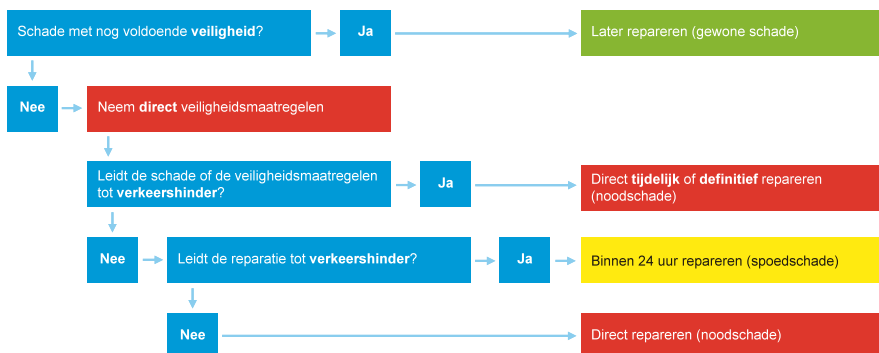 Schade met nog voldoende veiligheid?
Ja
Later repareren (gewone schade)
Nee
Neem direct veiligheidsmaatregelen
Leidt de schade of de veiligheidsmaatregelen
tot verkeershinder?
Ja
Direct tijdelijk of definitief repareren
(noodschade)
Nee
Leidt de reparatie tot verkeershinder?
Ja
Binnen 24 uur repareren (spoedschade)
Nee
Direct repareren (noodschade)